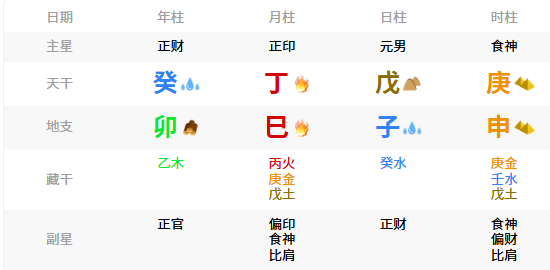 日期 年柱 月柱 日柱 时柱
主星 正财 正印 元男 食神
天干 癸 丁 戊 庚
地支 卯 巳 子 申
藏干 乙木 丙火 癸水 庚金
庚金 壬水
戊土 戊土
副星 正官 偏印 正财 食神
食神 偏财
比肩 比肩